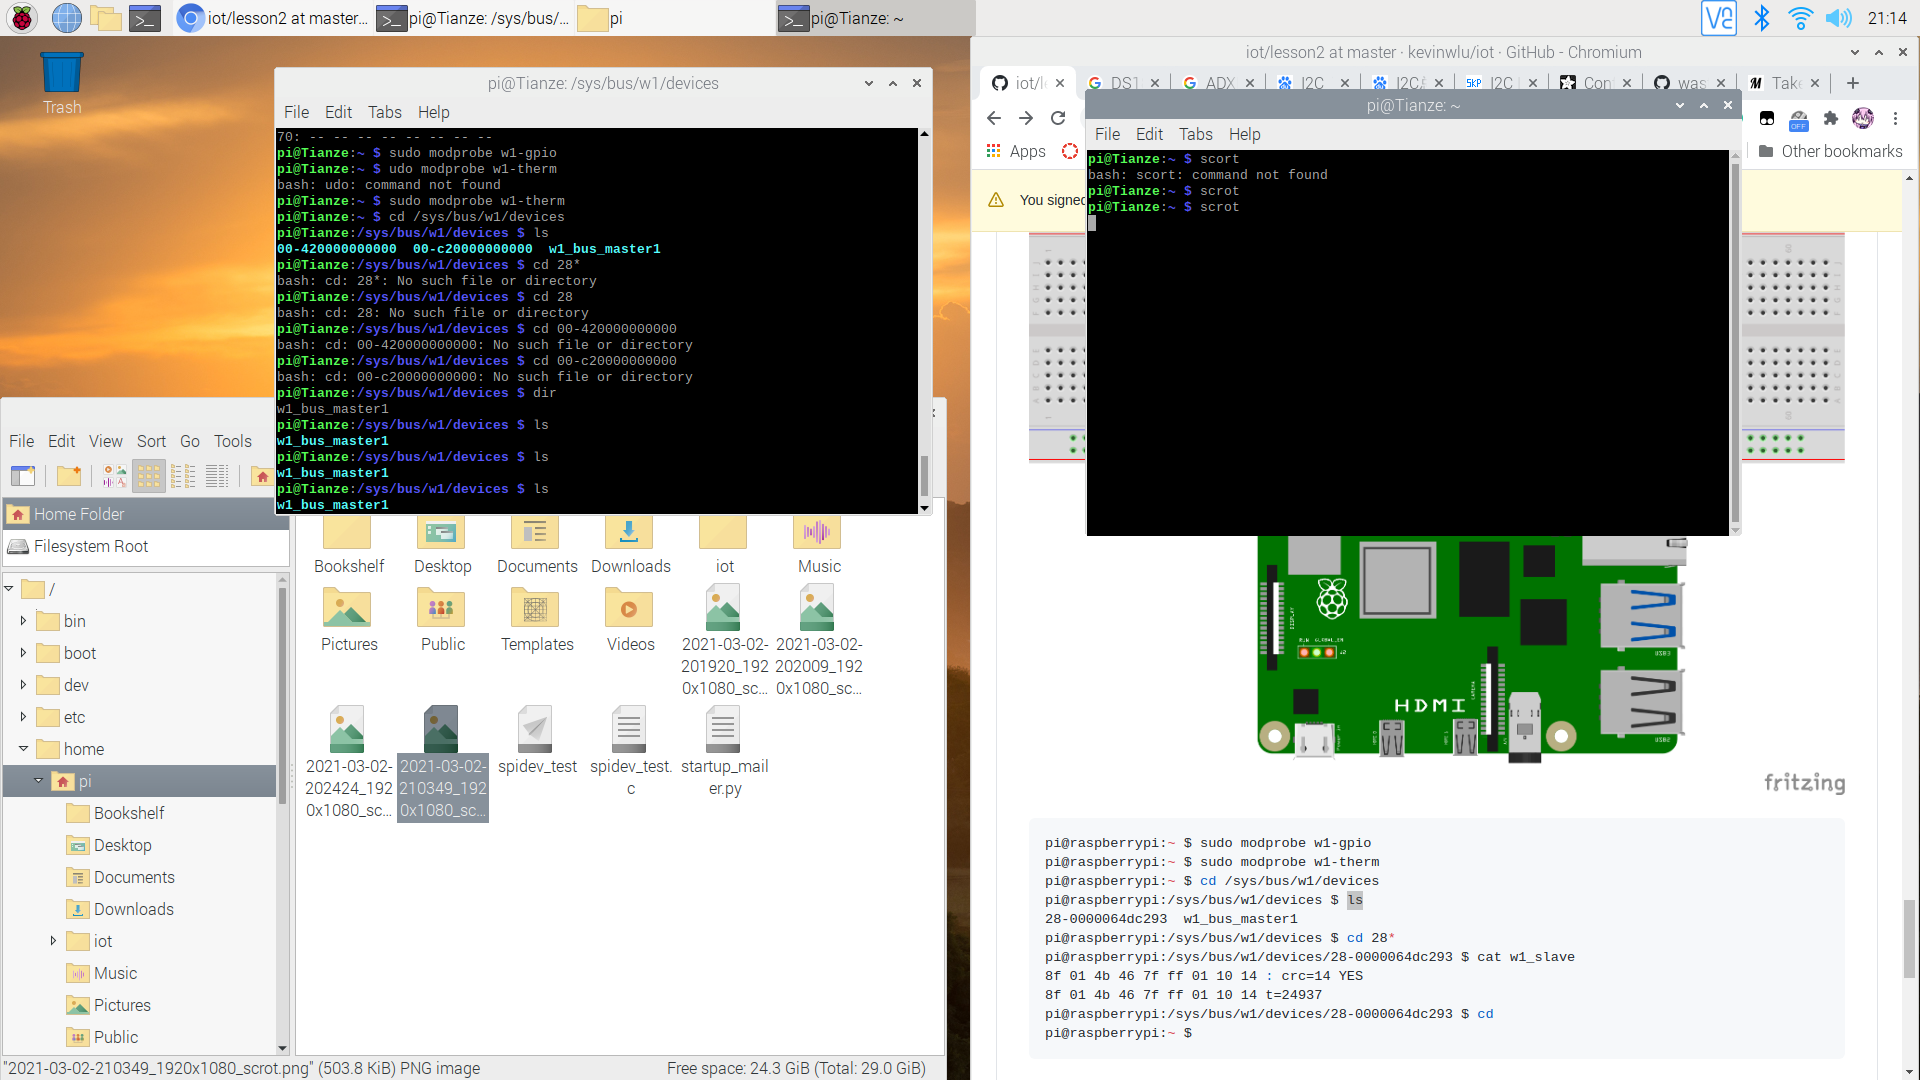 iot/lesson2 at master...
pi@Tianze: /sys/bus/...
pi
pi@Tianze: ~
21:14
Trash
pi@Tianze: /sys/bus/w1/devices
File Edit Tabs Help
70: -- -- -- -- -- -- -- --
pi@Tianze:~ $ sudo modprobe w1-gpio
pi@Tianze:~ $ udo modprobe w1-therm
bash: udo: command not found
pi@Tianze:~ $ sudo modprobe w1-therm
pi@Tianze:~ $ cd /sys/bus/w1/devices
pi@Tianze:/sys/bus/w1/devices $ ls
00-420000000000  00-c20000000000  w1_bus_master1
pi@Tianze:/sys/bus/w1/devices $ cd 28*
bash: cd: 28*: No such file or directory
pi@Tianze:/sys/bus/w1/devices $ cd 28
bash: cd: 28: No such file or directory
pi@Tianze:/sys/bus/w1/devices $ cd 00-420000000000
bash: cd: 00-420000000000: No such file or directory
pi@Tianze:/sys/bus/w1/devices $ cd 00-c20000000000
bash: cd: 00-c20000000000: No such file or directory
pi@Tianze:/sys/bus/w1/devices $ dir
w1_bus_master1
pi@Tianze:/sys/bus/w1/devices $ ls
w1_bus_master1
pi@Tianze:/sys/bus/w1/devices $ ls
w1_bus_master1
pi@Tianze:/sys/bus/w1/devices $ ls
w1_bus_master1
File Edit View Sort Go Tools
Home Folder
Filesystem Root
/
bin
boot
dev
etc
home
pi
Bookshelf
Desktop
Documents
Downloads
iot
Music
Pictures
Public
Bookshelf Desktop Documents Downloads iot Music
Pictures Public Templates Videos
2021-03-02-
201920_192
0x1080_sc...
2021-03-02-
202009_192
0x1080_sc...
2021-03-02-
202424_192
0x1080_sc...
2021-03-02-
210349_192
0x1080_sc...
spidev_test
spidev_test.
c
startup_mail
er.py
"2021-03-02-210349_1920x1080_scrot.png" (503.8 KiB) PNG image
Free space: 24.3 GiB (Total: 29.0 GiB)
iot/lesson2 at master · kevinwlu/iot · GitHub - Chromium
iot/l
DS1
ADX
I2C
I2C
SKP
I2C
Con
was
Take
OFF
Apps
Other bookmarks
You signed
pi@Tianze: ~
File Edit Tabs Help
pi@Tianze:~ $ scort
bash: scort: command not found
pi@Tianze:~ $ scrot
pi@Tianze:~ $ scrot
HDMI
fritzing
pi@raspberrypi:~ $ sudo modprobe w1-gpio
pi@raspberrypi:~ $ sudo modprobe w1-therm
pi@raspberrypi:~ $ cd /sys/bus/w1/devices
pi@raspberrypi:/sys/bus/w1/devices $ ls
28-0000064dc293  w1_bus_master1
pi@raspberrypi:/sys/bus/w1/devices $ cd 28*
pi@raspberrypi:/sys/bus/w1/devices/28-0000064dc293 $ cat w1_slave
8f 01 4b 46 7f ff 01 10 14 : crc=14 YES
8f 01 4b 46 7f ff 01 10 14 t=24937
pi@raspberrypi:/sys/bus/w1/devices/28-0000064dc293 $ cd
pi@raspberrypi:~ $